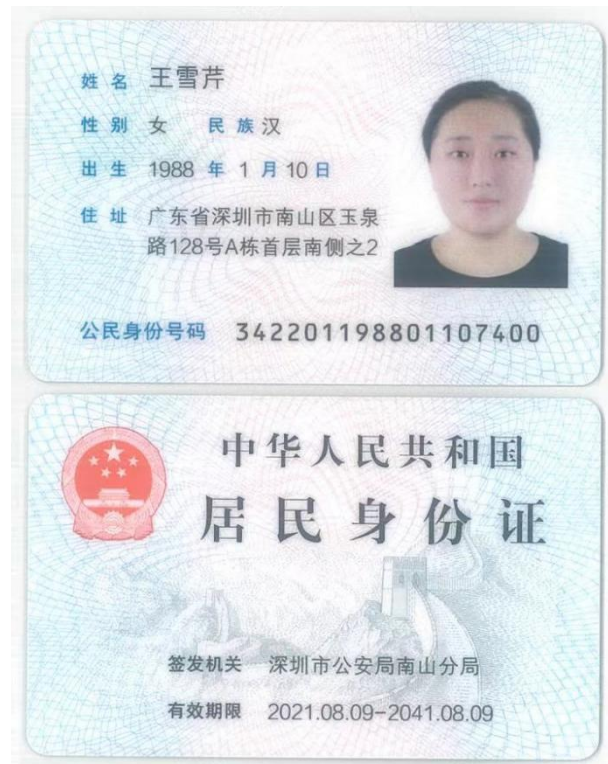 姓名 王雪芹
性别 女 民族 汉
出生 1988 年 1 月 10 日
住址 广东省深圳市南山区玉泉
路128号A栋首层南侧之2
公民身份号码 342201198801107400
中华人民共和国
居民身份证
签发机关 深圳市公安局南山分局
有效期限 2021.08.09-2041.08.09